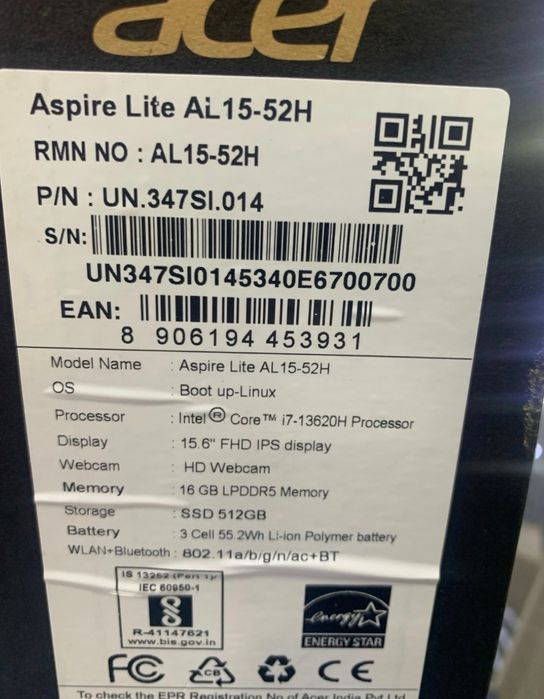 acer
Aspire Lite AL15-52H
RMN NO : AL15-52H
P/N : UN.347SI.014
S/N:
UN347SI0145340E6700700
EAN:
8 906194 453931
Model Name : Aspire Lite AL15-52H
OS : Boot up-Linux
Processor : Intel® Core™ i7-13620H Processor
Display : 15.6" FHD IPS display
Webcam : HD Webcam
Memory : 16 GB LPDDR5 Memory
Storage : SSD 512GB
Battery : 3 Cell 55.2Wh Li-ion Polymer battery
WLAN+Bluetooth : 802.11a/b/g/n/ac+BT
IS 13252 (Part 1)/
IEC 60950-1
R-41147621
www.bis.gov.in
energy
ENERGY STAR
FC CB CE
To check the EPR Registration No of Acer India Pvt Ltd